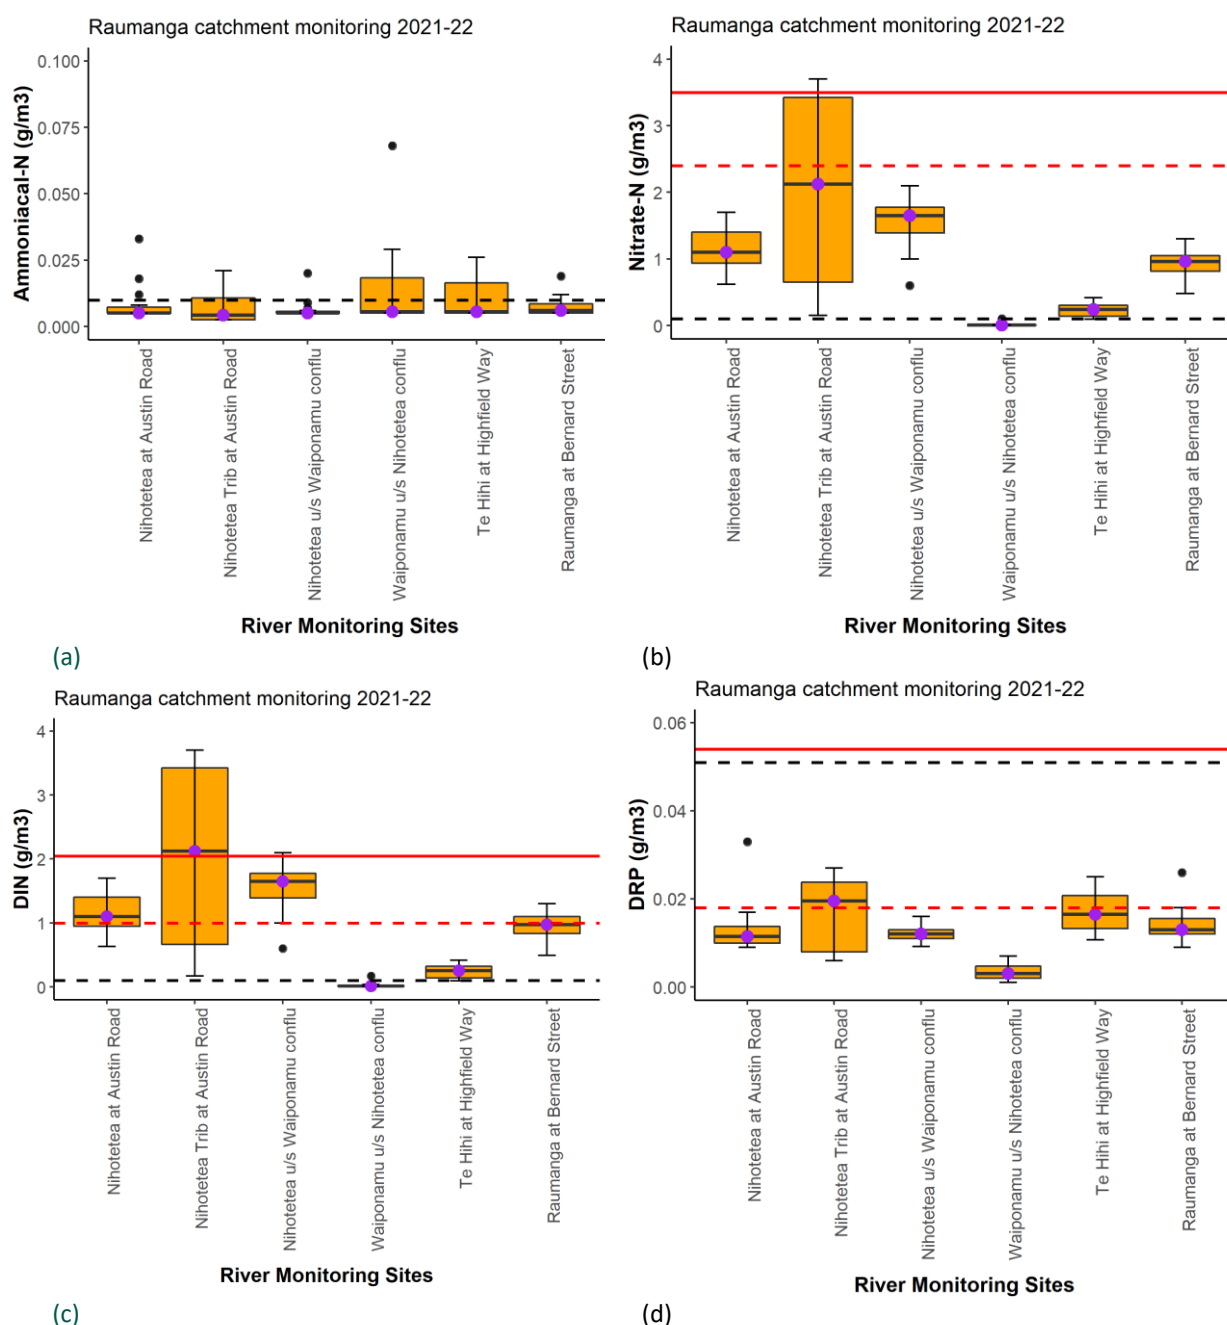 Raumanga catchment monitoring 2021-22
Ammoniacal-N (g/m3)
0.100
0.075
0.050
0.025
0.000
Nihotetea at Austin Road
Nihotetea Trib at Austin Road
Nihotetea u/s Waiponamu conflu
Waiponamu u/s Nihotetea conflu
Te Hihi at Highfield Way
Raumanga at Bernard Street
River Monitoring Sites
(a)
Raumanga catchment monitoring 2021-22
Nitrate-N (g/m3)
4
3
2
1
0
Nihotetea at Austin Road
Nihotetea Trib at Austin Road
Nihotetea u/s Waiponamu conflu
Waiponamu u/s Nihotetea conflu
Te Hihi at Highfield Way
Raumanga at Bernard Street
River Monitoring Sites
(b)
Raumanga catchment monitoring 2021-22
DIN (g/m3)
4
3
2
1
0
Nihotetea at Austin Road
Nihotetea Trib at Austin Road
Nihotetea u/s Waiponamu conflu
Waiponamu u/s Nihotetea conflu
Te Hihi at Highfield Way
Raumanga at Bernard Street
River Monitoring Sites
(c)
Raumanga catchment monitoring 2021-22
DRP (g/m3)
0.06
0.04
0.02
0.00
Nihotetea at Austin Road
Nihotetea Trib at Austin Road
Nihotetea u/s Waiponamu conflu
Waiponamu u/s Nihotetea conflu
Te Hihi at Highfield Way
Raumanga at Bernard Street
River Monitoring Sites
(d)